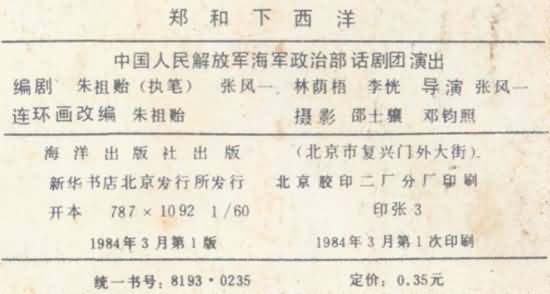 郑和下西洋
中国人民解放军海军政治部话剧团演出
编剧 朱祖贻(执笔) 张风一 林荫梧 李恍 导演 张风一
连环画改编 朱祖贻 摄影 邵士骧 邓钧照
海洋出版社出版 (北京市复兴门外大街).
新华书店北京发行所发行 北京胶印二厂分厂印刷
开本 787×1092 1/60 印张3
1984年3月第1版 1984年3月第1次印刷
统一书号:8193·0235 定价:0.35元